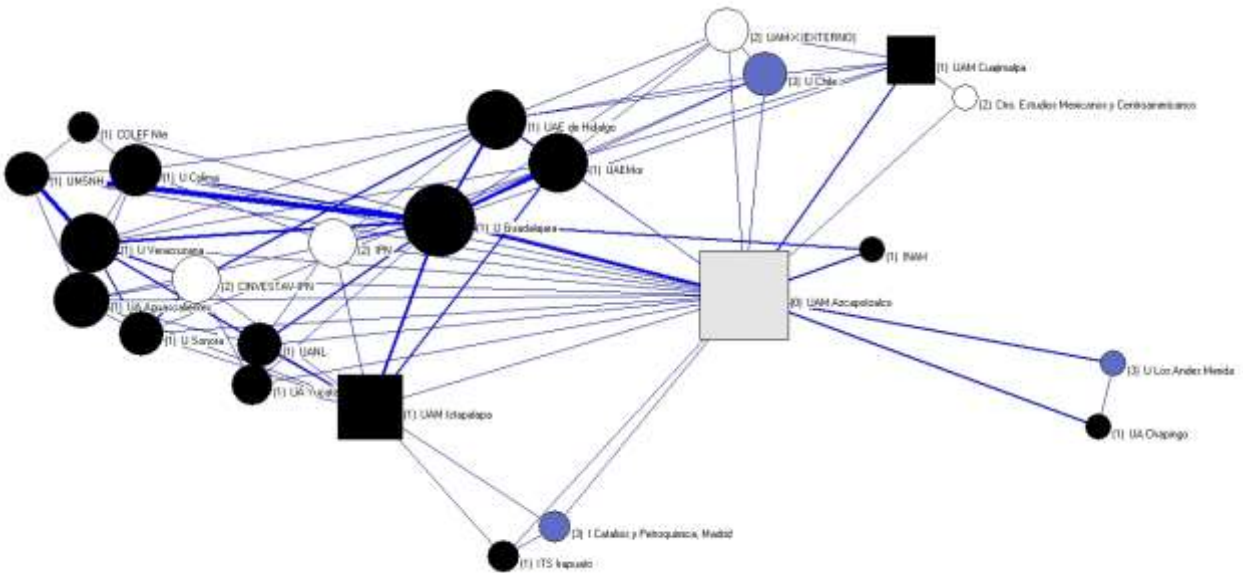 (2) UAM-X (EXTERNO)
(1) UAM Cuajimalpa
(3) U Chile
(2) Ctro. Estudios Mexicanos y Centroamericanos
(1) UAE de Hidalgo
(1) COLEF Nte
(1) UAEMor
(1) UMSNH
(1) U Colima
(1) U Guadalajara
(1) U Veracruzana
(2) IPN
(1) INAH
(2) CINVESTAV-IPN
(0) UAM Azcapotzalco
(1) UA Aguascalientes
(1) U Sonora
(1) UANL
(3) U Los Andes Merida
(1) UA
(1) UAM Iztapalapa
(1) UA Chapingo
(3) I Catalisis y Petroquimica, Madrid
(1) ITS Irapuato